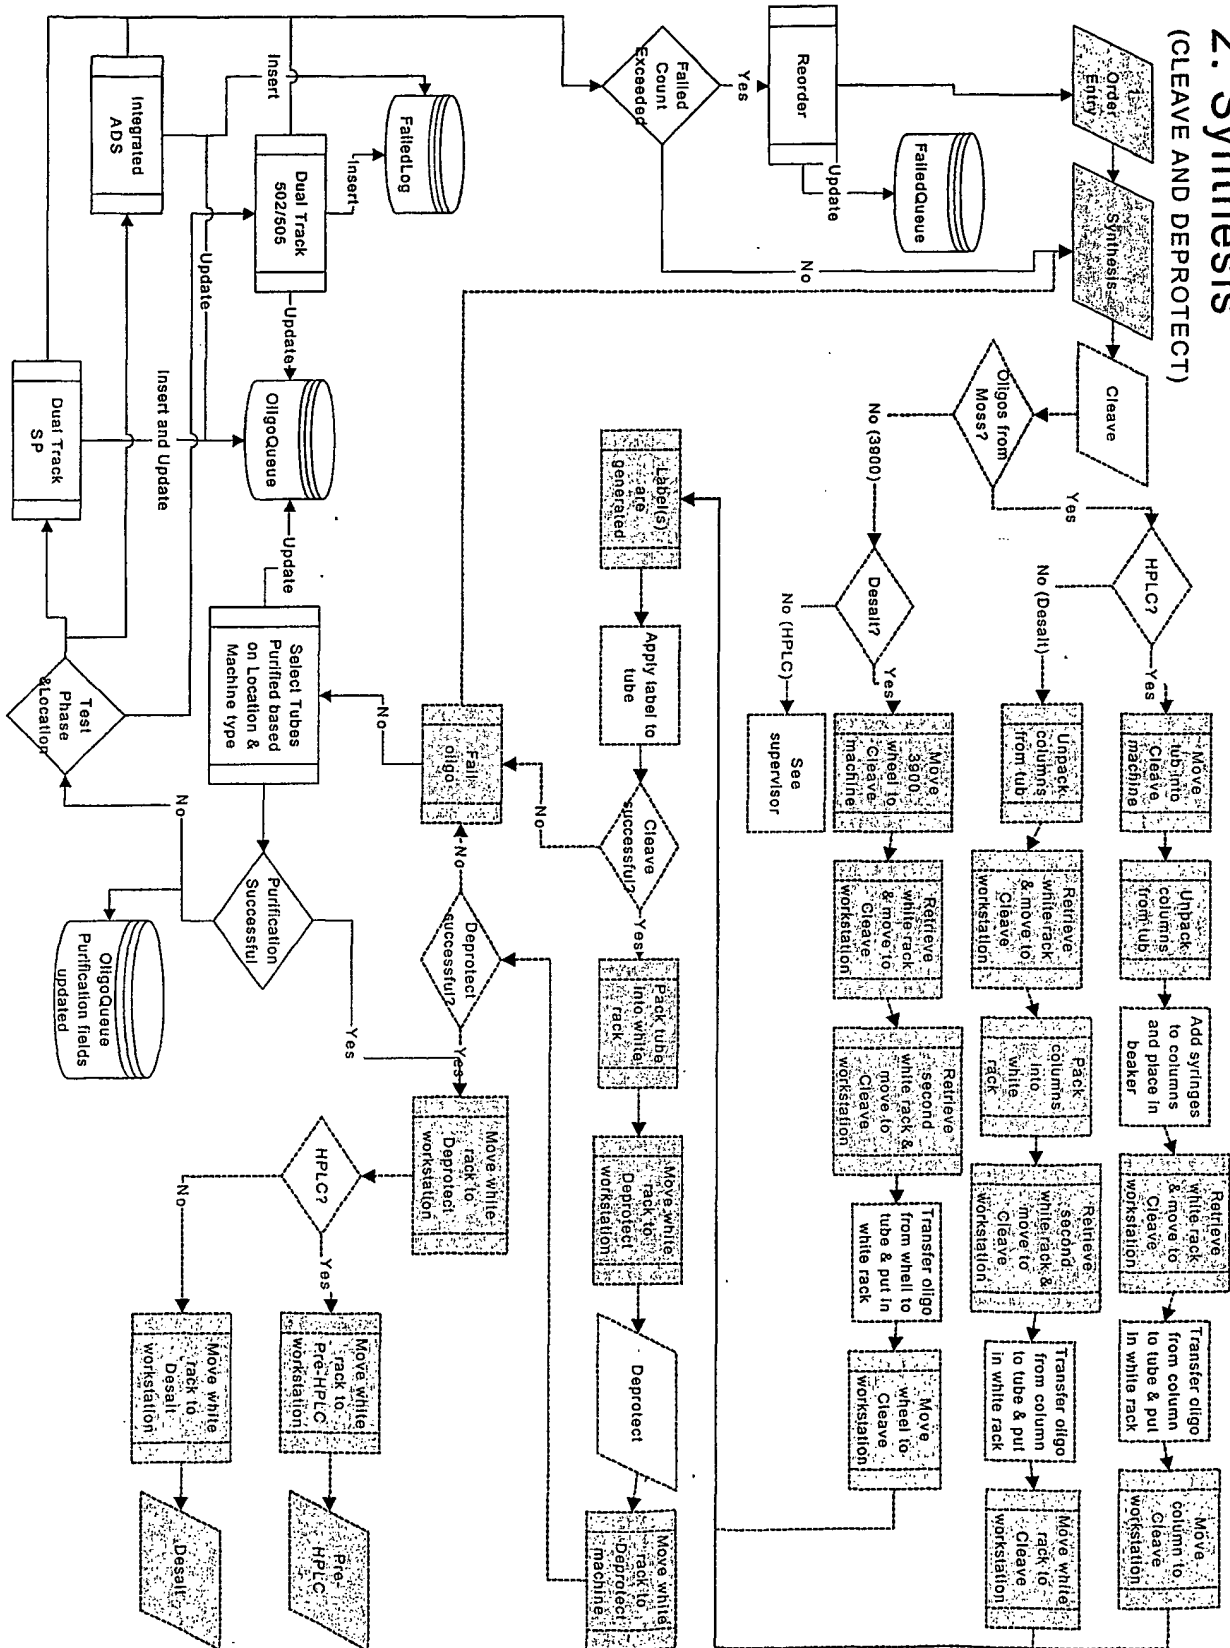 2. Synthesis
(CLEAVE AND DEPROTECT)
Order
Entry
Synthesis
Cleave
Reorder
Update
FailedQueue
Yes
Failed
Count
Exceeded
No
Oligos from
Moss?
Yes
No (3900)
HPLC?
Yes
No (Desalt)
Move
tub into
Cleave
machine
Unpack
columns
from tub
Add syringes
to columns
and place in
beaker
Retrieve
white rack
& move to
Cleave
workstation
Transfer oligo
from column
to tube & put
in white rack
Move
column to
Cleave
workstation
Unpack
columns
from tub
Retrieve
white rack
& move to
Cleave
workstation
Pack
columns
into
white
rack
Retrieve
second
white rack &
move to
Cleave
workstation
Transfer oligo
from column
to tube & put
in white rack
Move white
rack to
Cleave
workstation
Desalt?
Yes
No (HPLC)
See
supervisor
Move
3900
wheel to
Cleave
machine
Retrieve
white rack
& move to
Cleave
workstation
Retrieve
second
white rack &
move to
Cleave
workstation
Transfer oligo
from whell to
tube & put in
white rack
Move
wheel to
Cleave
workstation
Label(s)
are
generated
Apply label to
tube
Cleave
successful?
Yes
No
Pack tube
into white
rack
Move white
rack to
Deprotect
workstation
Deprotect
Move white
rack to
Deprotect
machine
Fail
oligo
No
No
Deprotect
successful?
Yes
Move white
rack to
Deprotect
workstation
HPLC?
Yes
No
Move white
rack to
Pre-HPLC
workstation
Pre-
HPLC
Move white
rack to
Desalt
workstation
Desalt
Select Tubes
Purified based
on Location &
Machine type
Update
Purification
Successful
Yes
No
OligoQueue
Purification fields
updated
Test
Phase
&Location
OligoQueue
Update
Update
Insert and Update
FailedLog
Insert
Insert
Dual Track
502/505
Integrated
ADS
Dual Track
SP